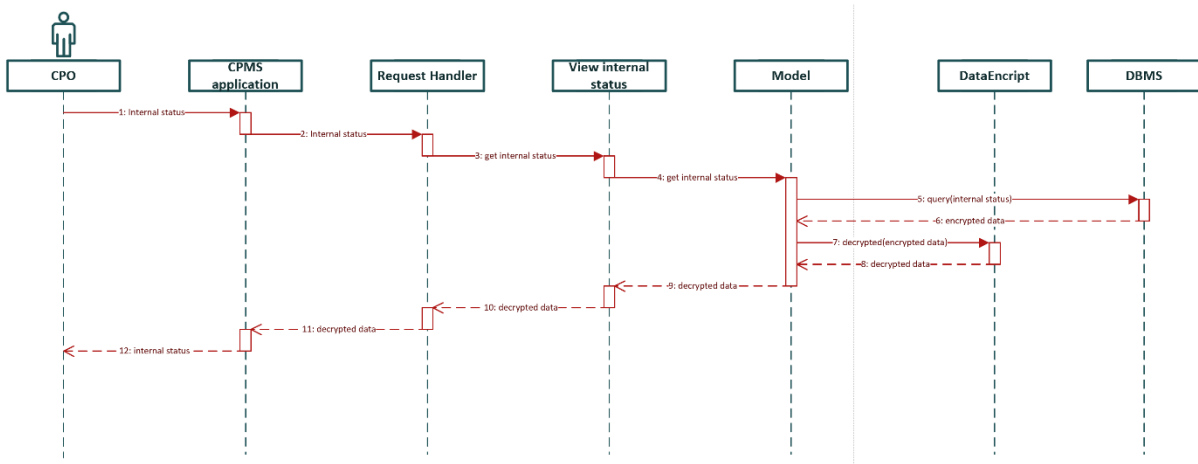 CPO
CPMS
application
Request Handler
View internal
status
Model
DataEncript
DBMS
1: Internal status
2: Internal status
3: get internal status
4: get internal status
5: query(internal status)
6: encrypted data
7: decrypted(encrypted data)
8: decrypted data
9: decrypted data
10: decrypted data
11: decrypted data
12: internal status